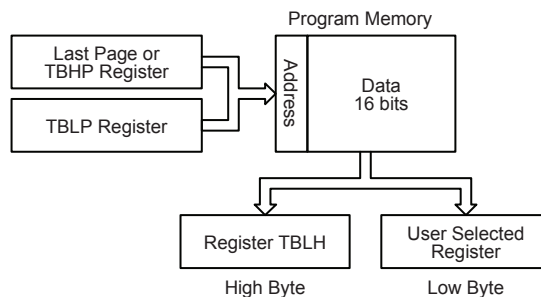 Program Memory
Last Page or
TBHP Register
TBLP Register
Address
Data
16 bits
Register TBLH
User Selected
Register
High Byte
Low Byte